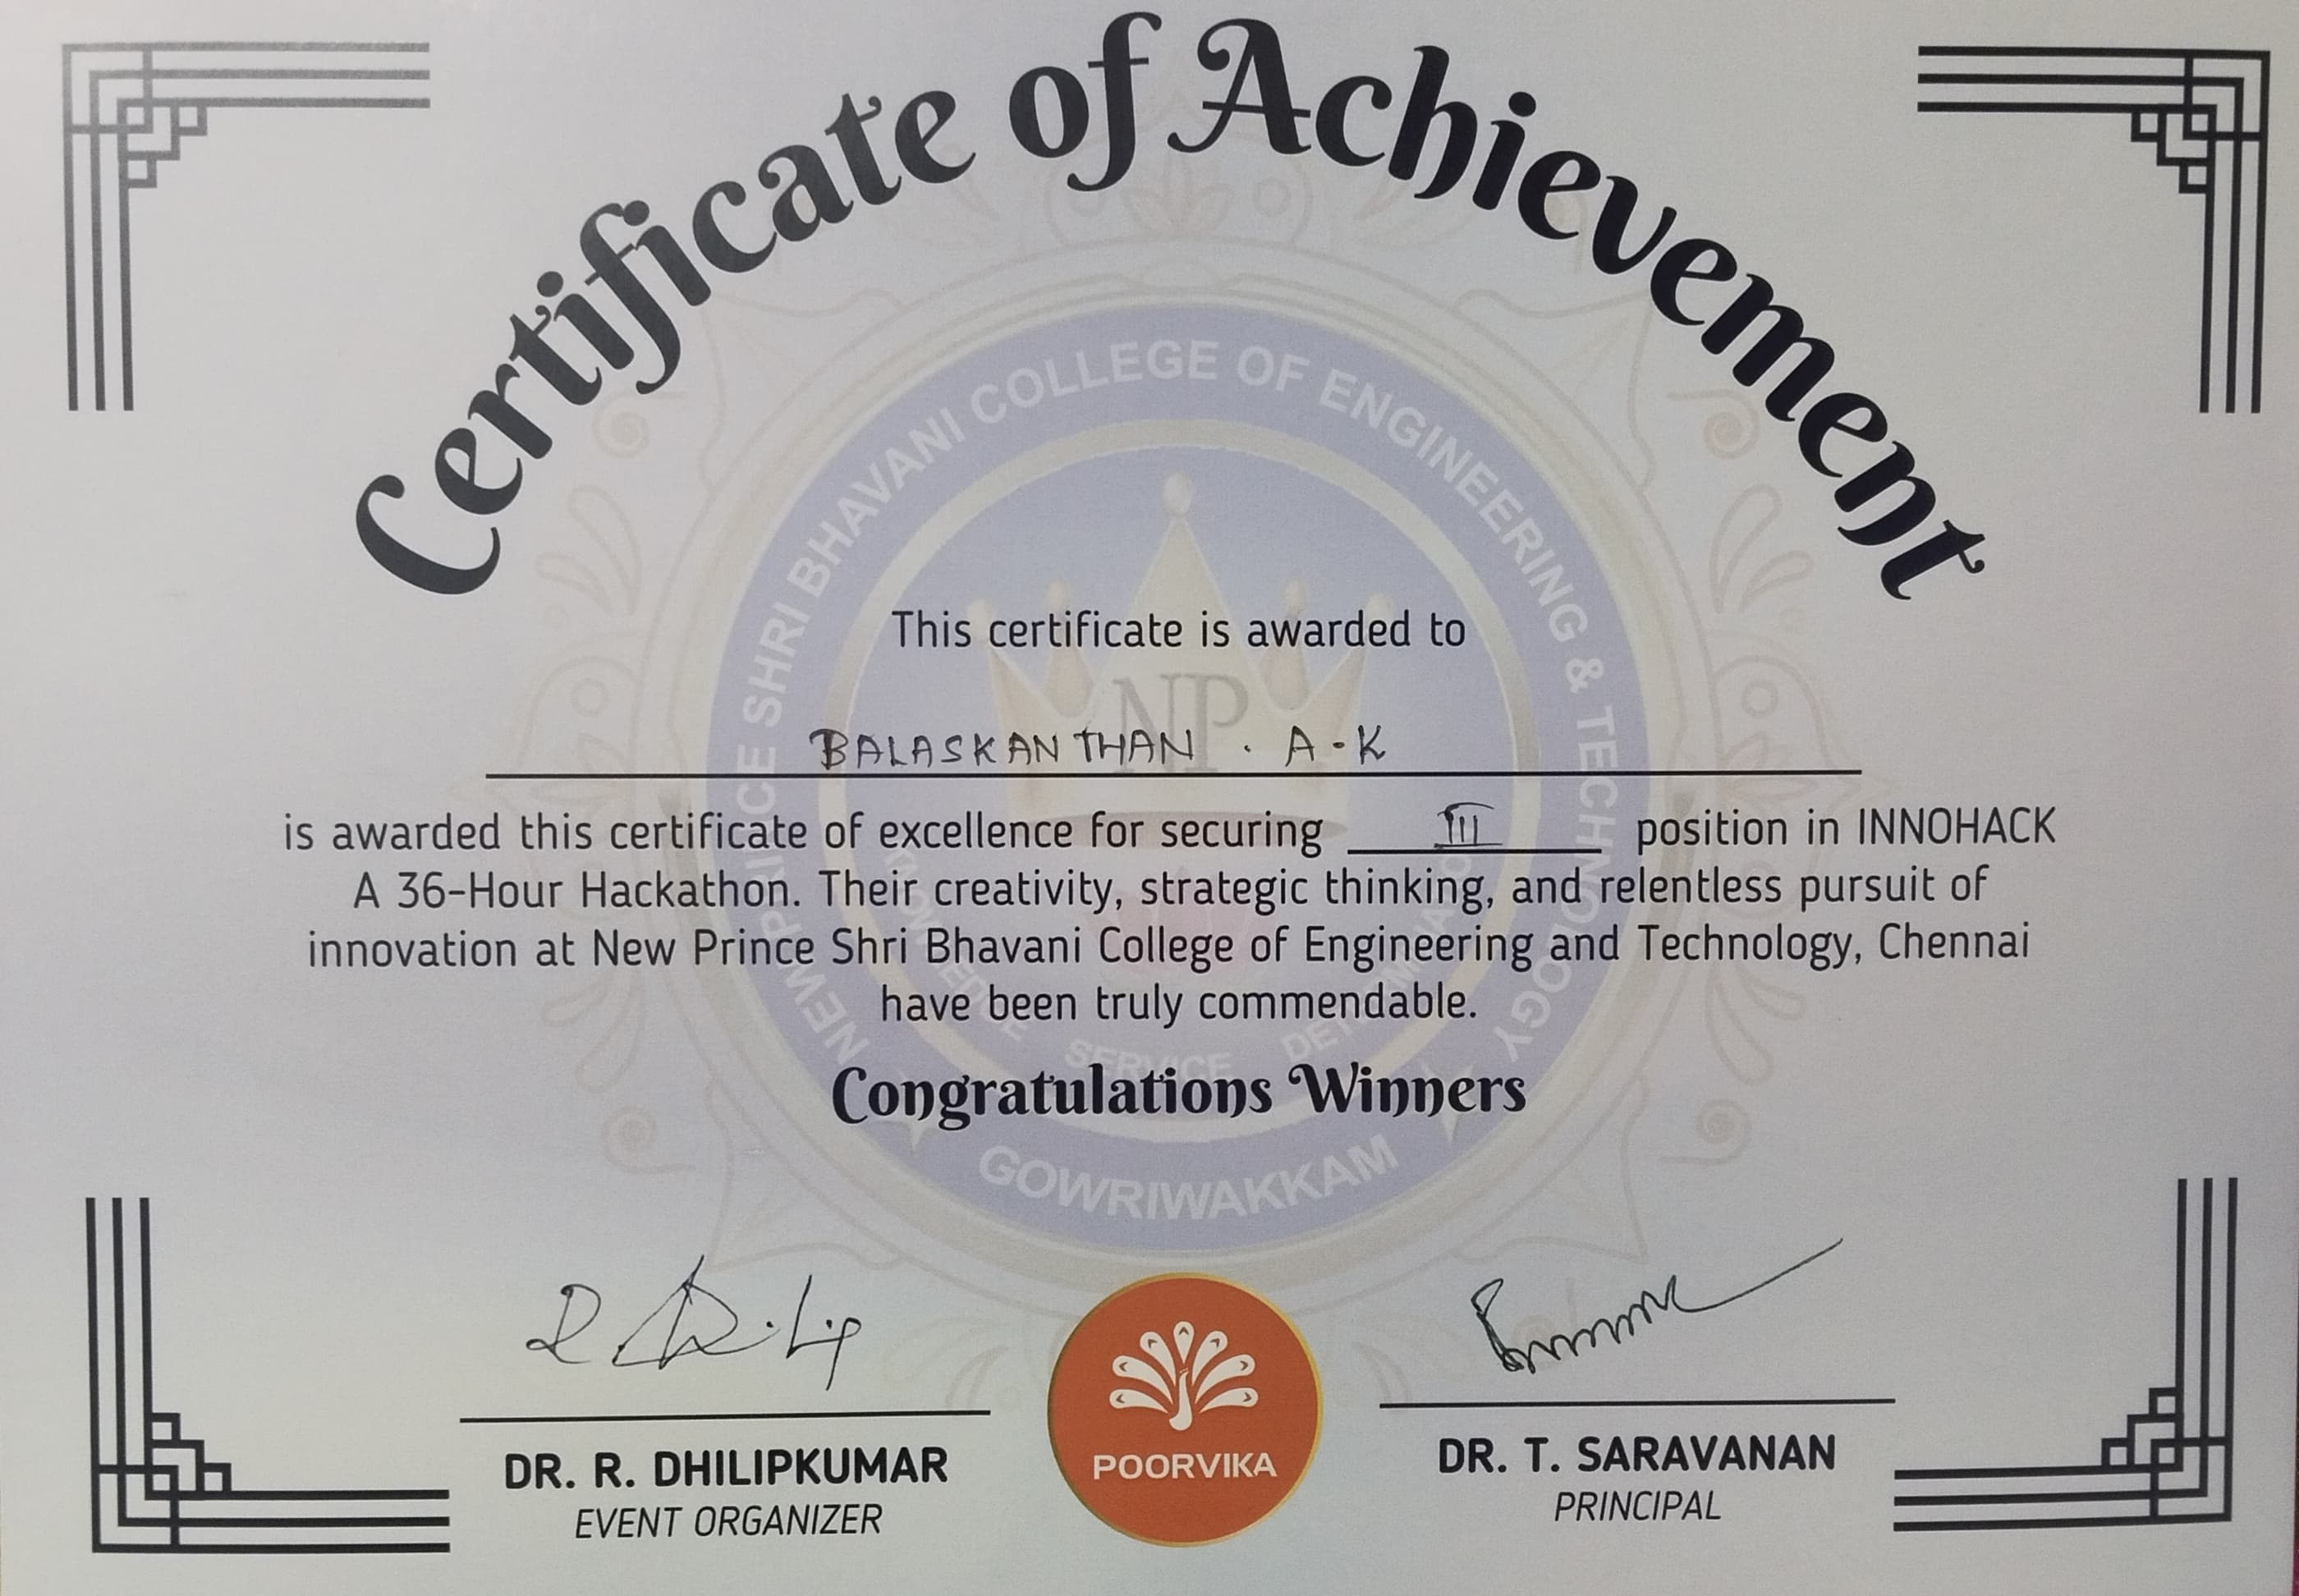 Certificate of Achievement
NEW PRINCE SHRI BHAVANI COLLEGE OF ENGINEERING & TECHNOLOGY
NP
This certificate is awarded to
BALASKANTHAN . A-K
is awarded this certificate of excellence for securing III position in INNOHACK
A 36-Hour Hackathon. Their creativity, strategic thinking, and relentless pursuit of
innovation at New Prince Shri Bhavani College of Engineering and Technology, Chennai
have been truly commendable.
SERVICE
Congratulations Winners
GOWRIWAKKAM
R Dhilip
DR. R. DHILIPKUMAR
EVENT ORGANIZER
POORVIKA
DR. T. SARAVANAN
PRINCIPAL